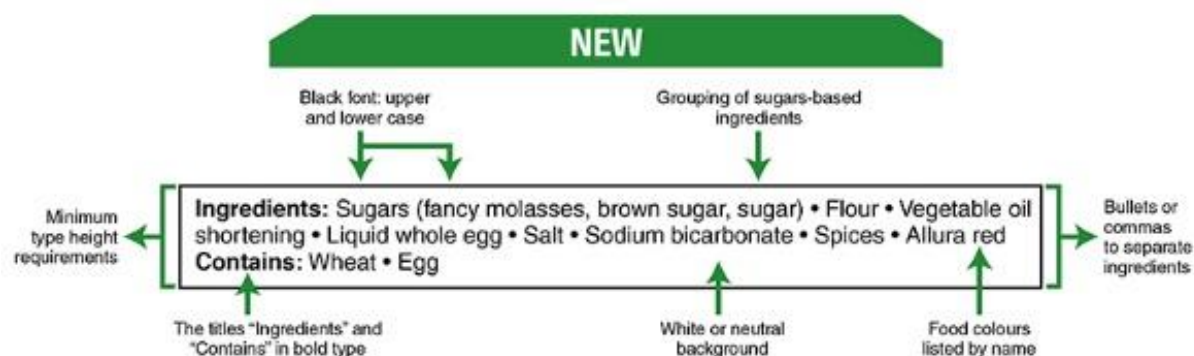 NEW
Black font: upper
and lower case
Grouping of sugars-based
ingredients
Minimum
type height
requirements
Ingredients: Sugars (fancy molasses, brown sugar, sugar) • Flour • Vegetable oil
shortening • Liquid whole egg • Salt • Sodium bicarbonate • Spices • Allura red
Contains: Wheat • Egg
Bullets or
commas
to separate
ingredients
The titles “Ingredients” and
“Contains” in bold type
White or neutral
background
Food colours
listed by name